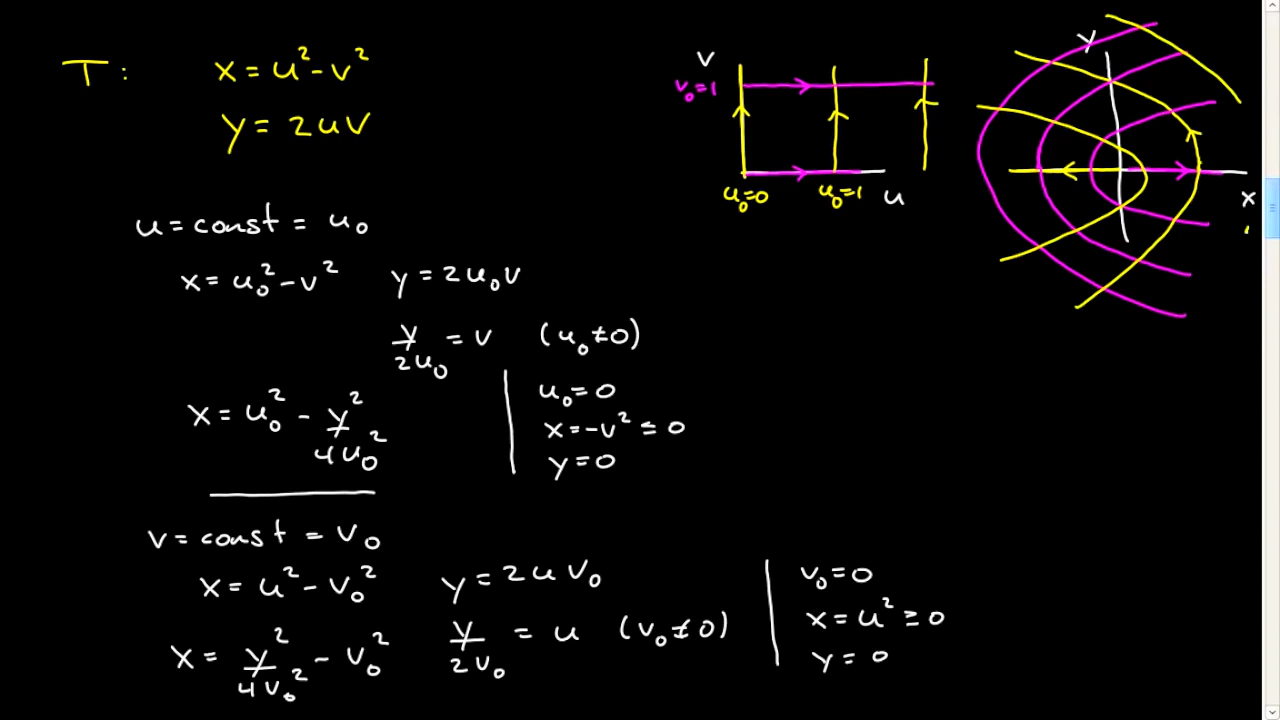 T: x = u² - v²
y = 2uv
u = const = u₀
x = u₀² - v² y = 2u₀v
y/2u₀ = v (u₀ ≠ 0)
x = u₀² - y²/4u₀²
u₀ = 0
x = -v² ≤ 0
y = 0
v = const = v₀
x = u² - v₀² y = 2uv₀
x = y²/4v₀² - v₀² y/2v₀ = u (v₀ ≠ 0)
v₀ = 0
x = u² ≥ 0
y = 0
v
v₀=1
u₀=0 u₀=1 u
y
x